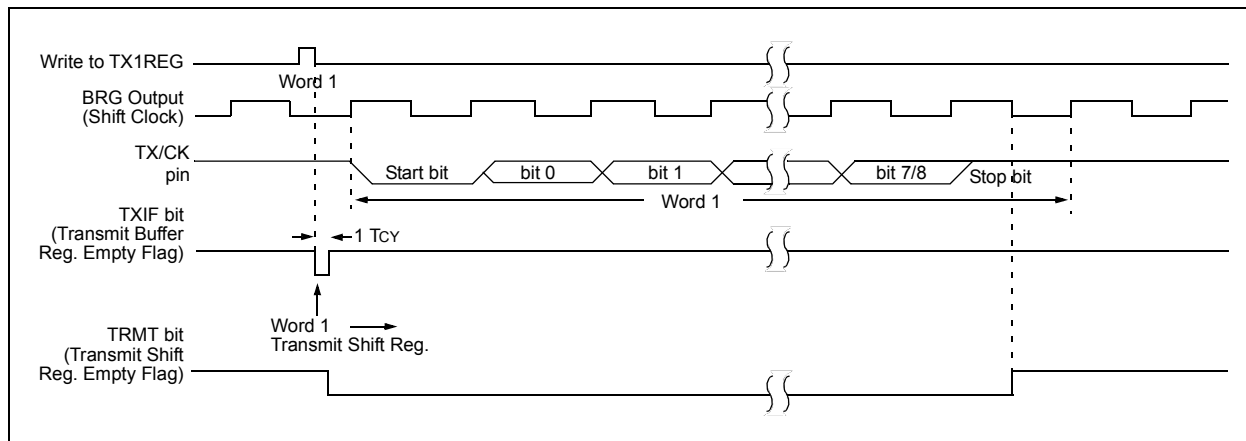 Write to TX1REG
Word 1
BRG Output
(Shift Clock)
TX/CK
pin
Start bit
bit 0
bit 1
bit 7/8
Stop bit
Word 1
TXIF bit
(Transmit Buffer
Reg. Empty Flag)
1 TCY
Word 1
Transmit Shift Reg.
TRMT bit
(Transmit Shift
Reg. Empty Flag)